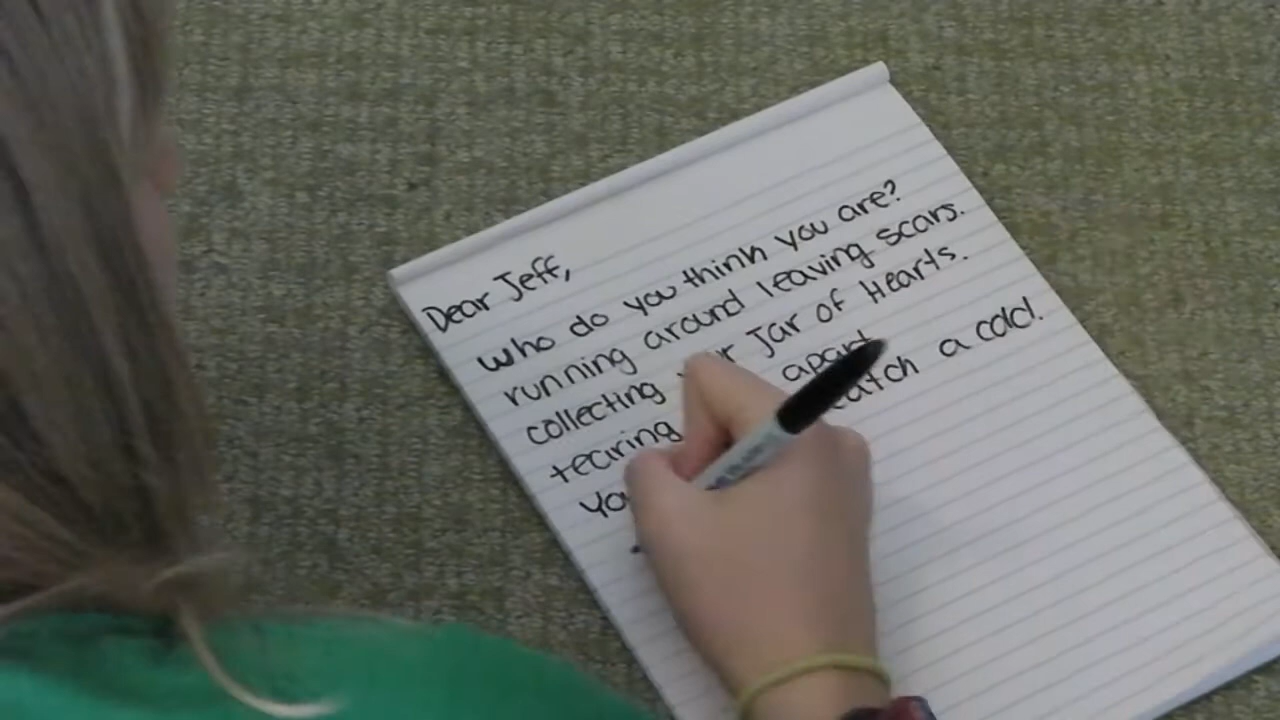 Dear Jeff,
who do you think you are?
running around leaving scars.
collecting jar of Hearts.
tearing apart
catch a cold.